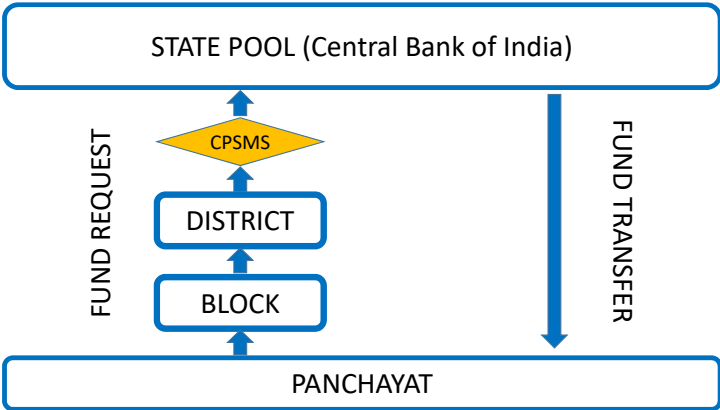 STATE POOL (Central Bank of India)
FUND REQUEST
CPSMS
DISTRICT
BLOCK
FUND TRANSFER
PANCHAYAT